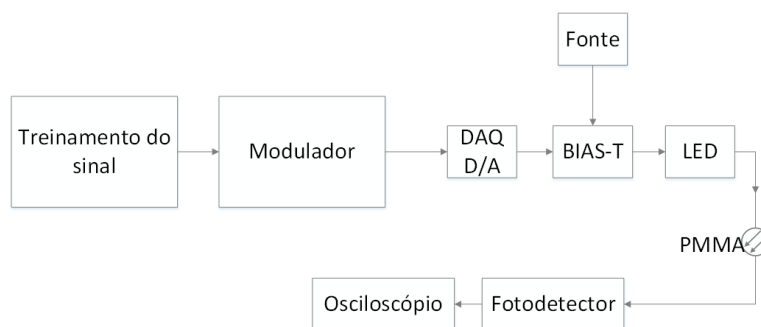 Fonte
Treinamento do
sinal
Modulador
DAQ
D/A
BIAS-T
LED
PMMA
Osciloscópio
Fotodetector